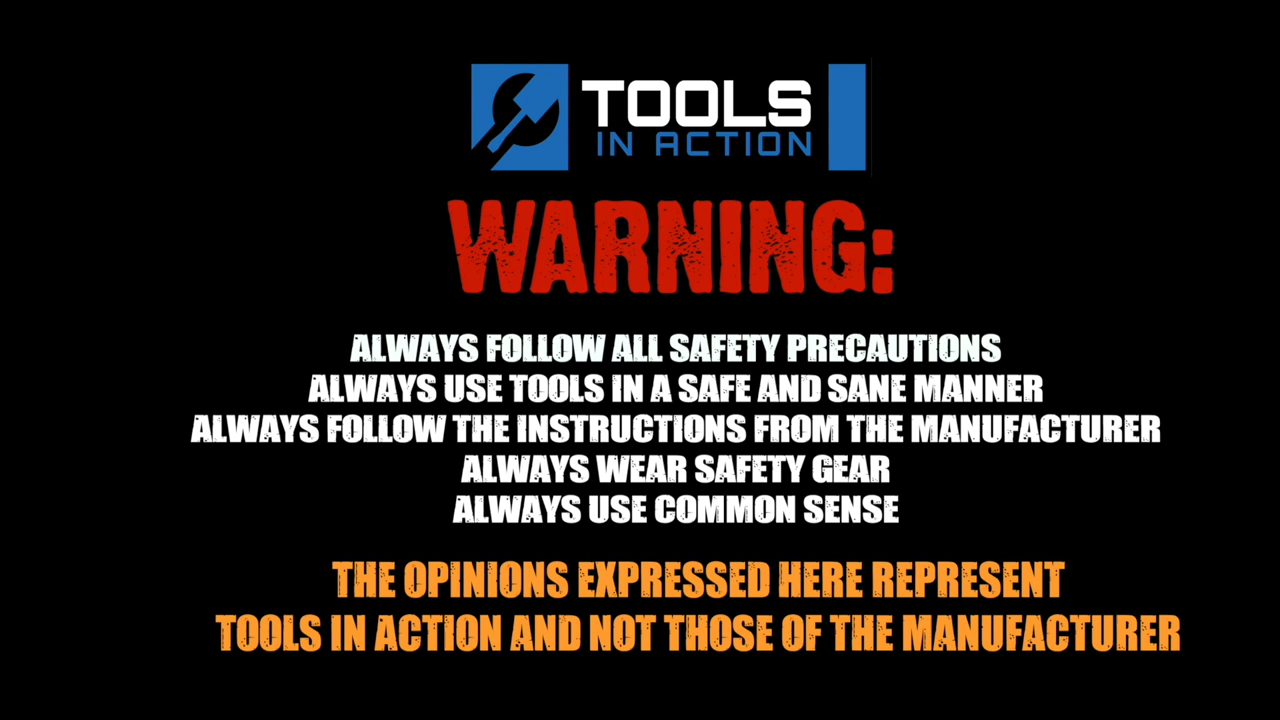 TOOLS
IN ACTION
WARNING:
ALWAYS FOLLOW ALL SAFETY PRECAUTIONS
ALWAYS USE TOOLS IN A SAFE AND SANE MANNER
ALWAYS FOLLOW THE INSTRUCTIONS FROM THE MANUFACTURER
ALWAYS WEAR SAFETY GEAR
ALWAYS USE COMMON SENSE
THE OPINIONS EXPRESSED HERE REPRESENT
TOOLS IN ACTION AND NOT THOSE OF THE MANUFACTURER